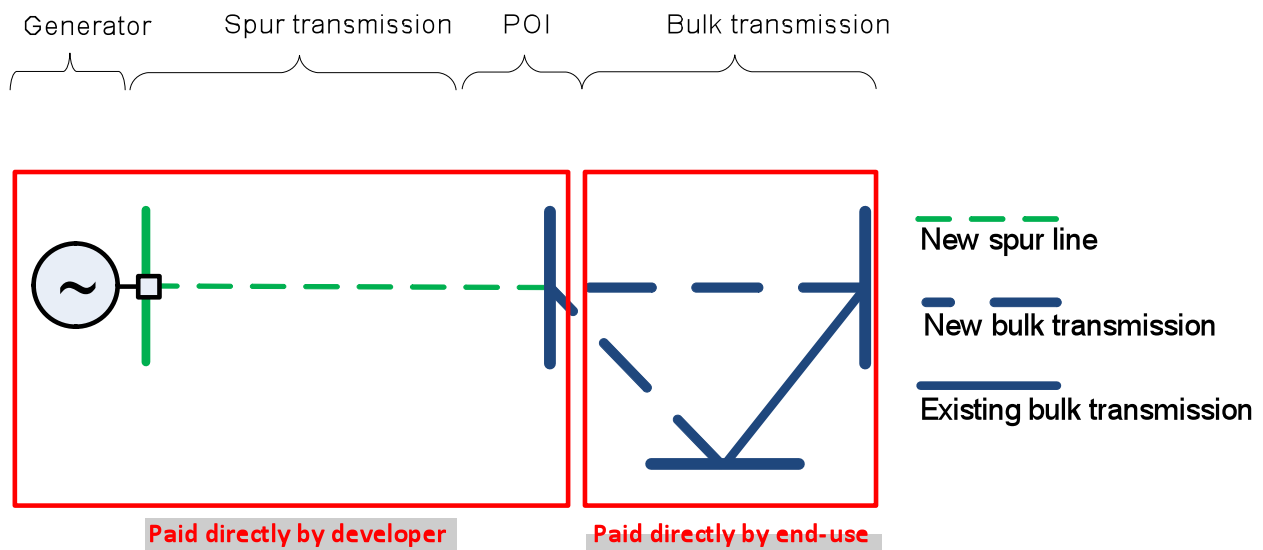 Generator
Spur transmission
POI
Bulk transmission
~
New spur line
New bulk transmission
Existing bulk transmission
Paid directly by developer
Paid directly by end-use